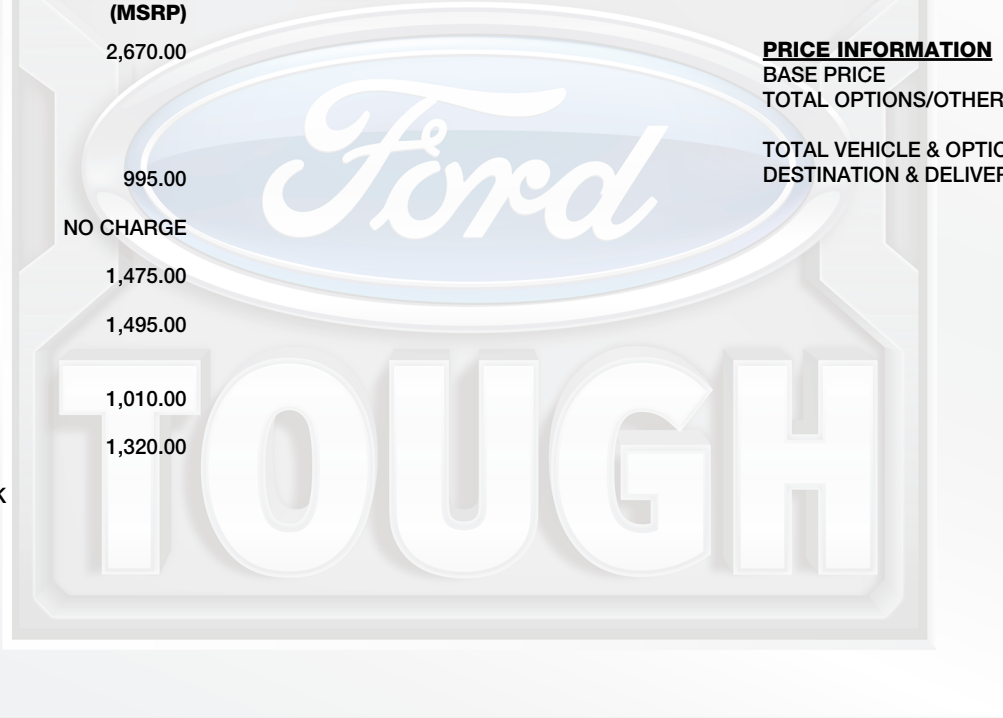 (MSRP)
2,670.00
995.00
NO CHARGE
1,475.00
1,495.00
1,010.00
1,320.00
K
PRICE INFORMATION
BASE PRICE
TOTAL OPTIONS/OTHER
TOTAL VEHICLE & OPTIO
DESTINATION & DELIVER
Ford
TOUGH